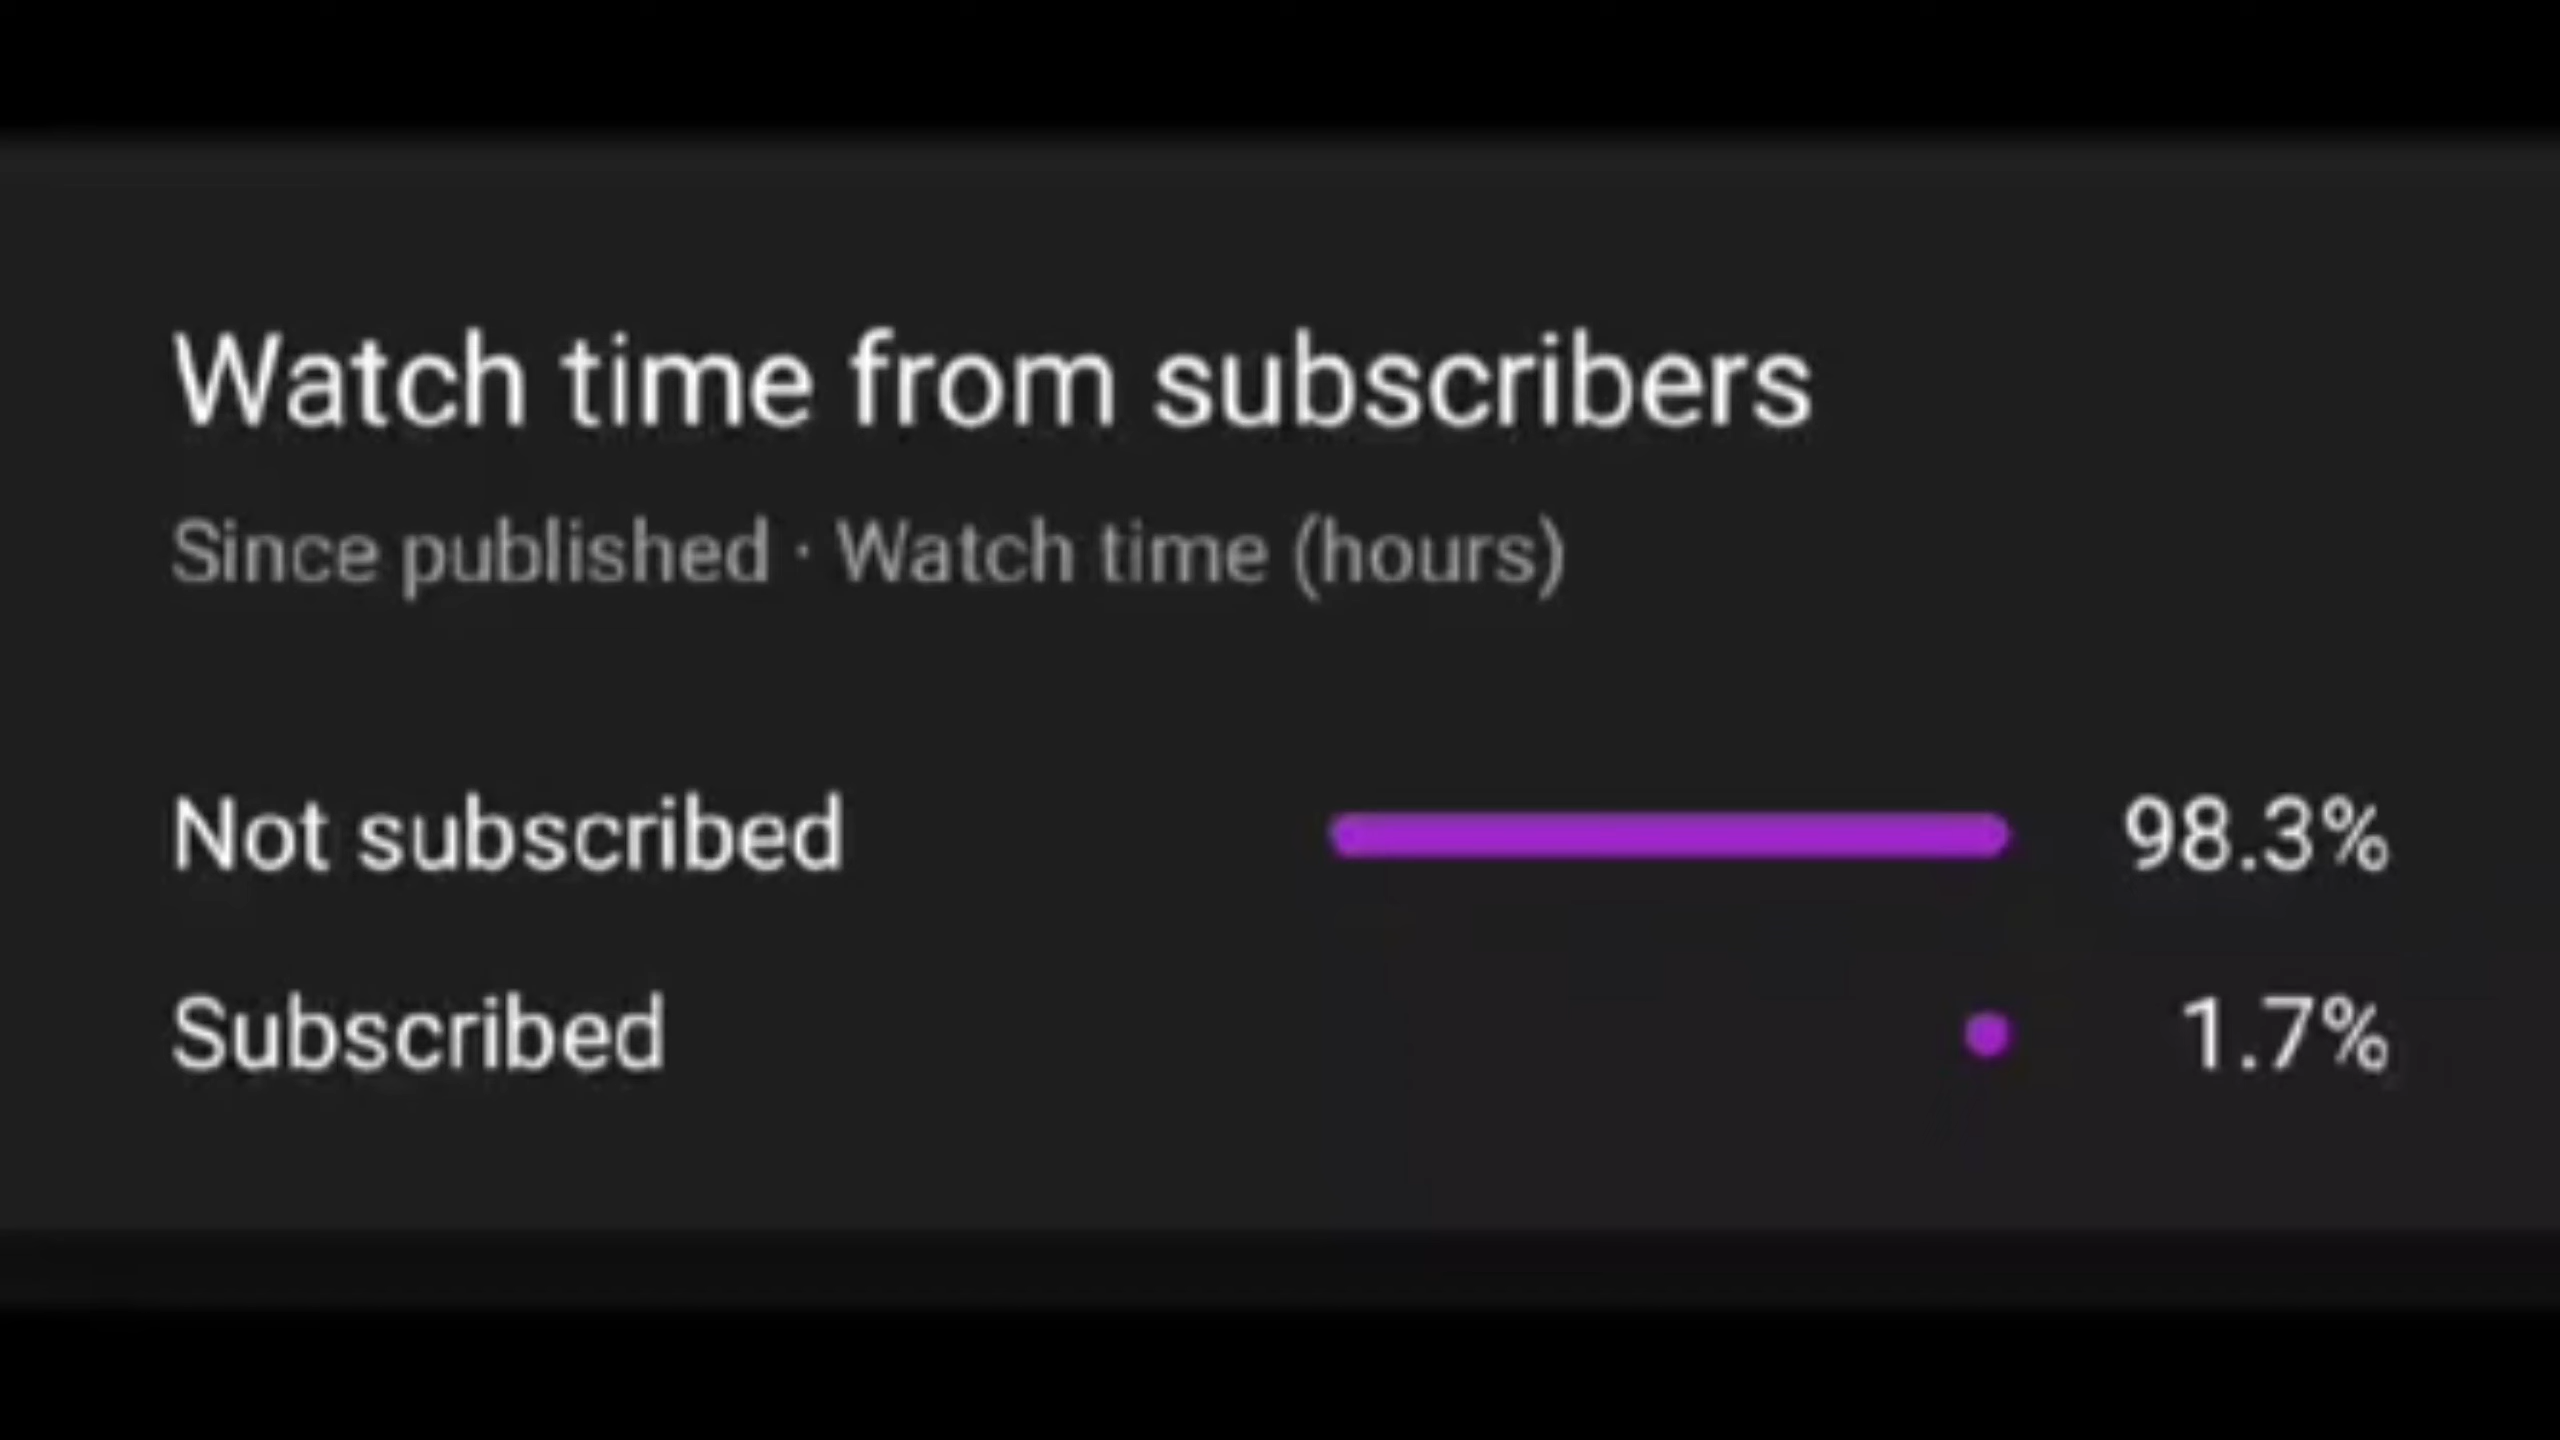 Watch time from subscribers
Since published · Watch time (hours)
Not subscribed 98.3%
Subscribed 1.7%